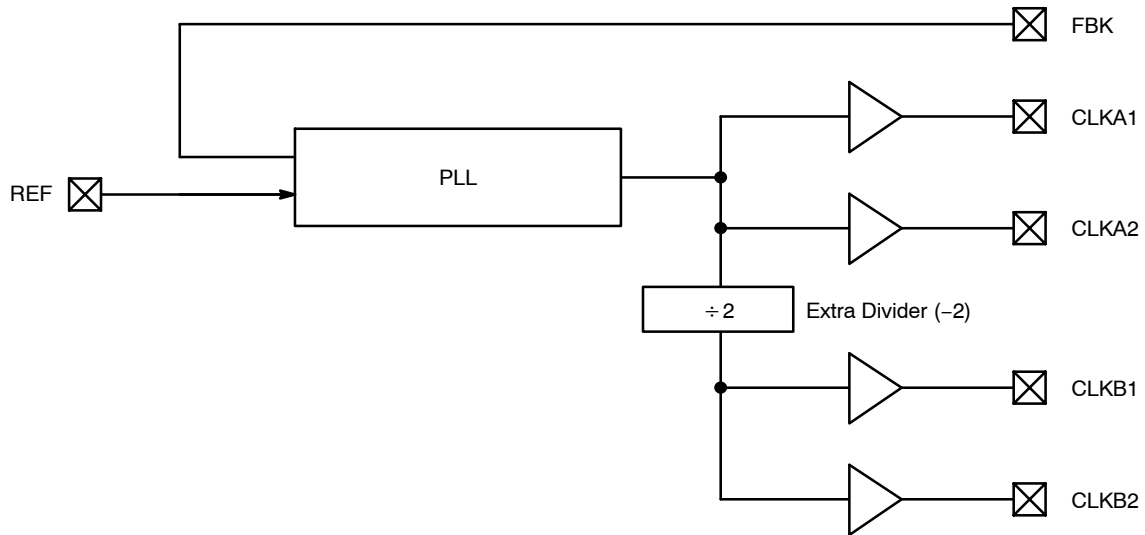 FBK
CLKA1
PLL
REF
CLKA2
÷2 Extra Divider (−2)
CLKB1
CLKB2